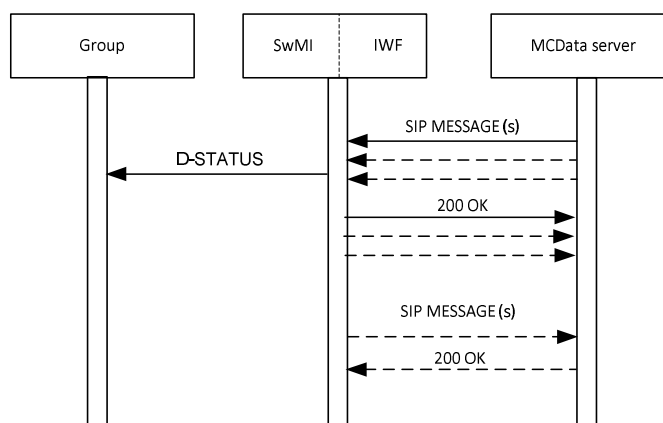 Group
SwMI
IWF
MCData server
SIP MESSAGE(s)
D-STATUS
200 OK
SIP MESSAGE(s)
200 OK